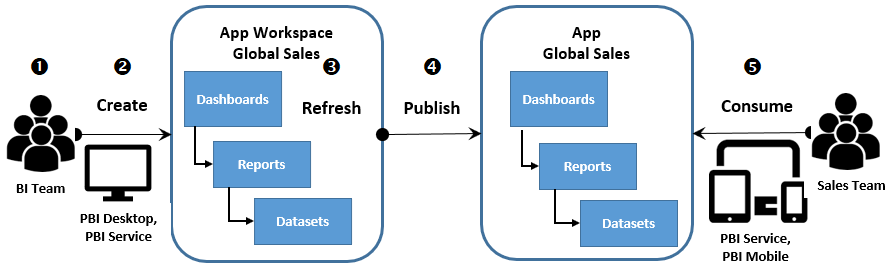 ❶
BI Team
❷
Create
PBI Desktop,
PBI Service
App Workspace
Global Sales
❸
Dashboards
Refresh
Reports
Datasets
❹
Publish
App
Global Sales
Dashboards
Reports
Datasets
❺
Consume
PBI Service,
PBI Mobile
Sales Team